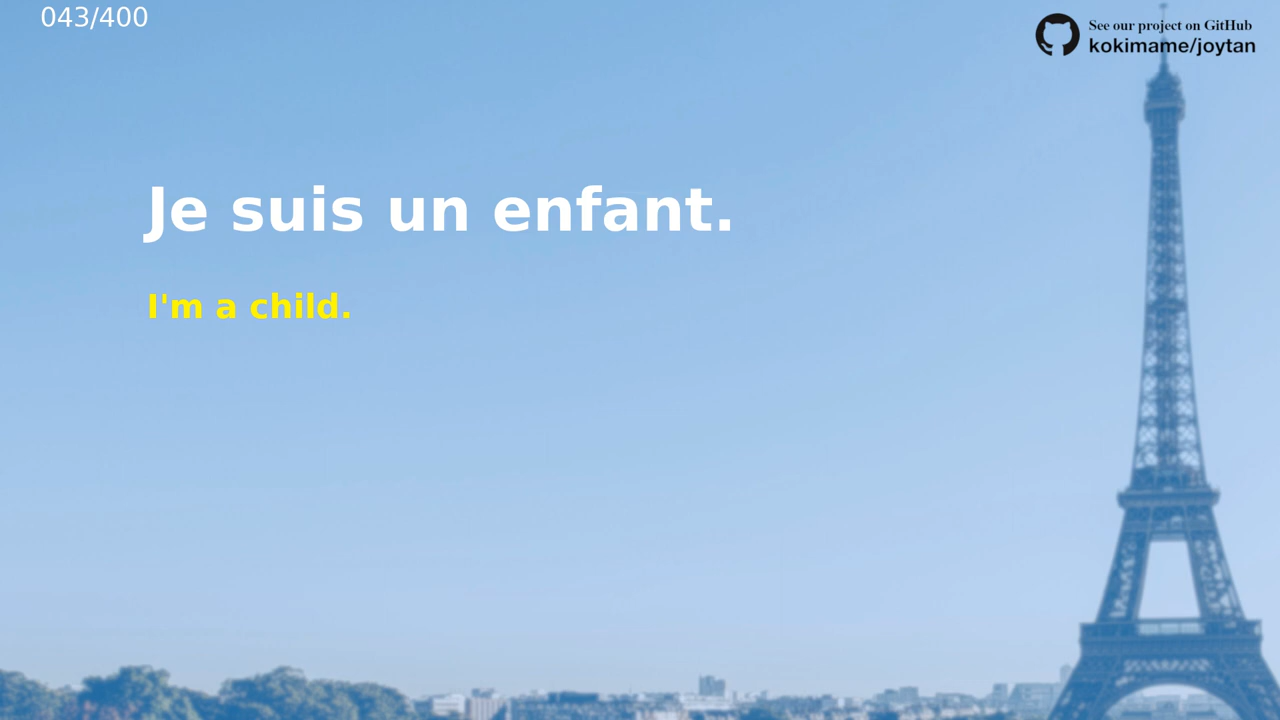 043/400
See our project on GitHub
kokimame/joytan
Je suis un enfant.
I'm a child.